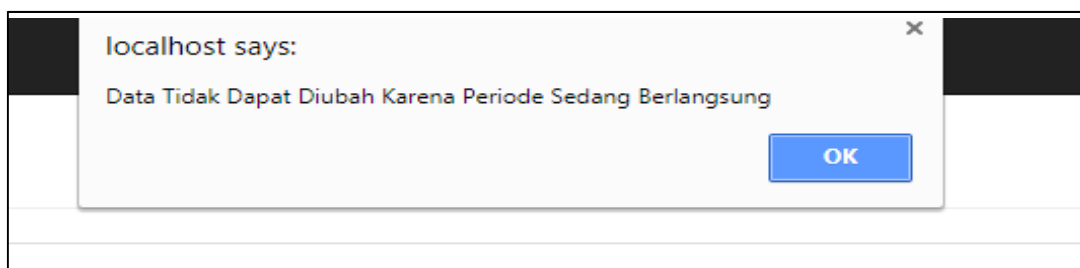 localhost says:
Data Tidak Dapat Diubah Karena Periode Sedang Berlangsung
OK